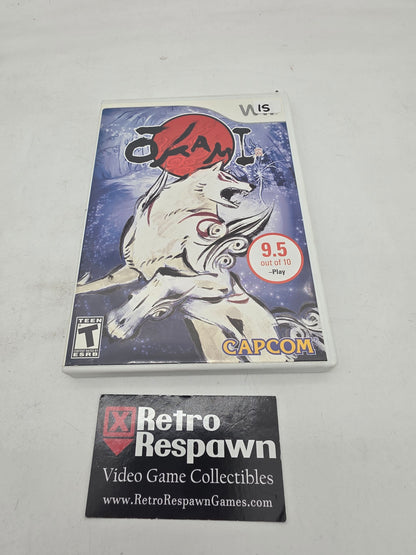 Wii
IS
ŌKAMI
9.5
out of 10
–Play
TEEN
T
ESRB
CAPCOM
Retro
Respawn
Video Game Collectibles
www.RetroRespawnGames.com